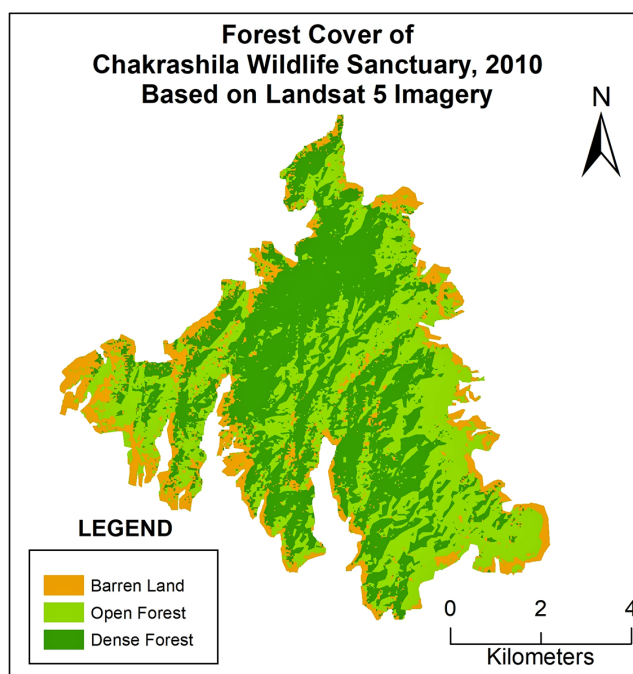 Forest Cover of
Chakrashila Wildlife Sanctuary, 2010
Based on Landsat 5 Imagery
N
LEGEND
Barren Land
Open Forest
Dense Forest
0 2 4
Kilometers